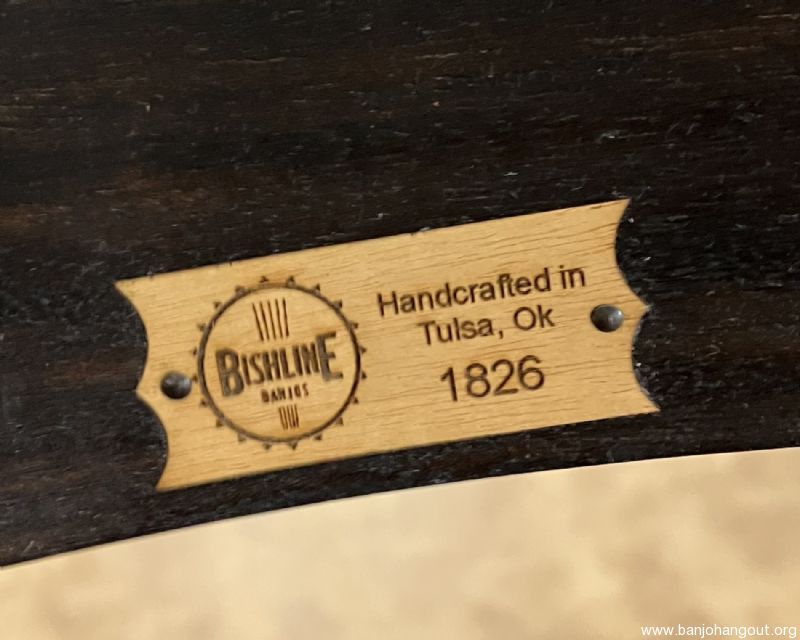 BISHLINE
BANJOS
Handcrafted in
Tulsa, Ok
1826
www.banjohangout.org